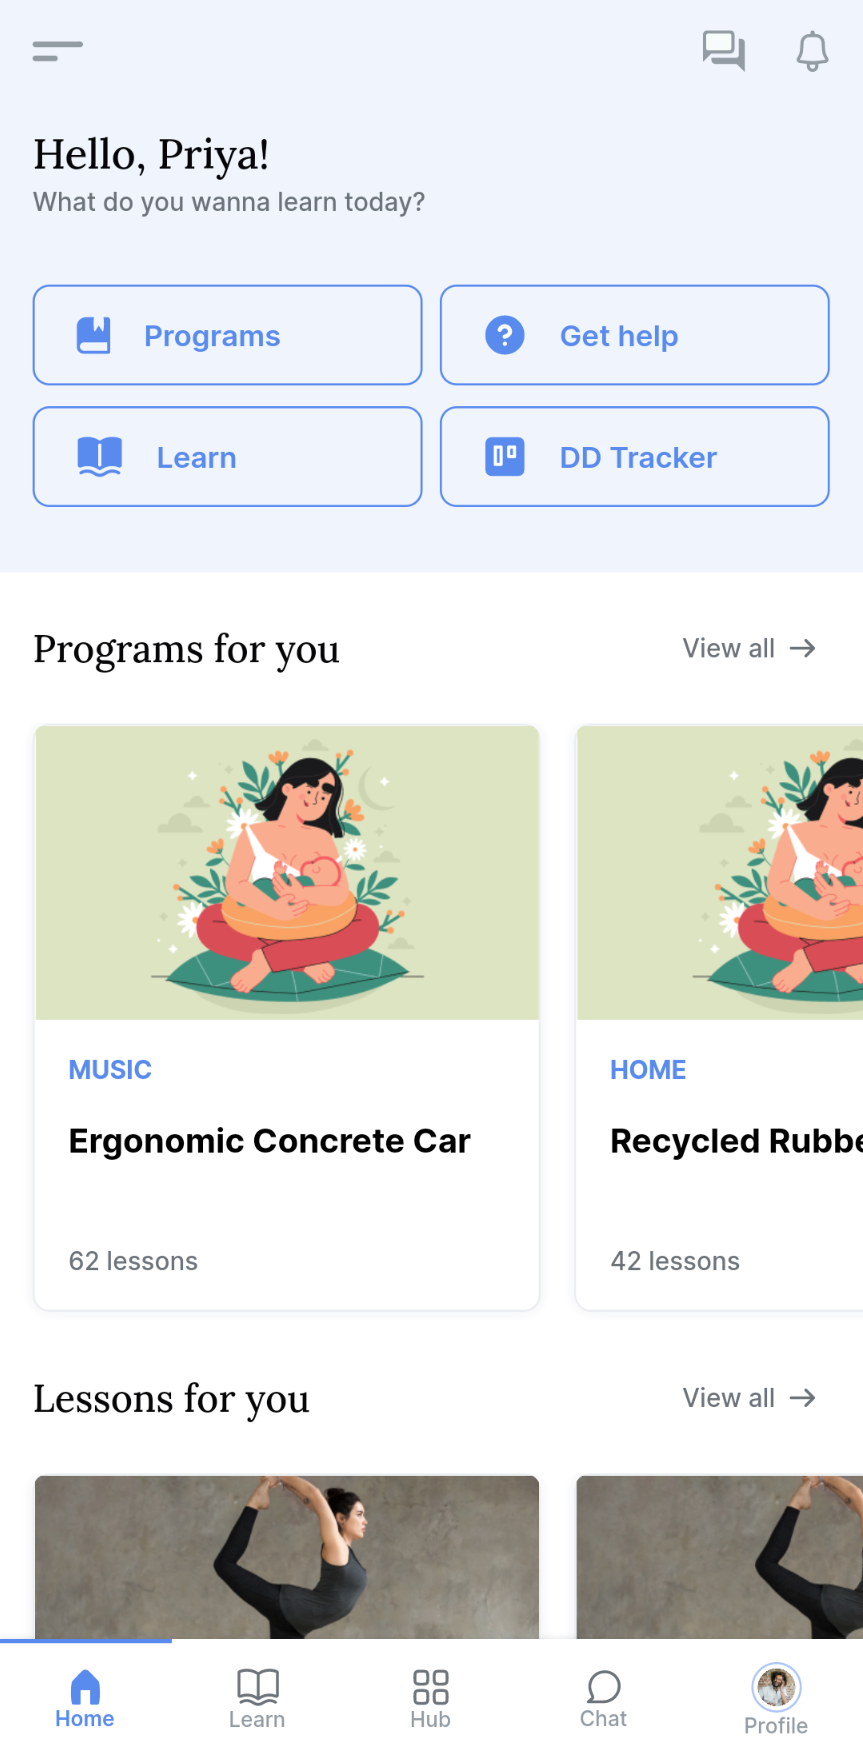 Hello, Priya!
What do you wanna learn today?
Programs
Get help
Learn
DD Tracker
Programs for you
View all
MUSIC
Ergonomic Concrete Car
62 lessons
HOME
Recycled
42 lessons
Lessons for you
View all
Home
Learn
Hub
Chat
Profile